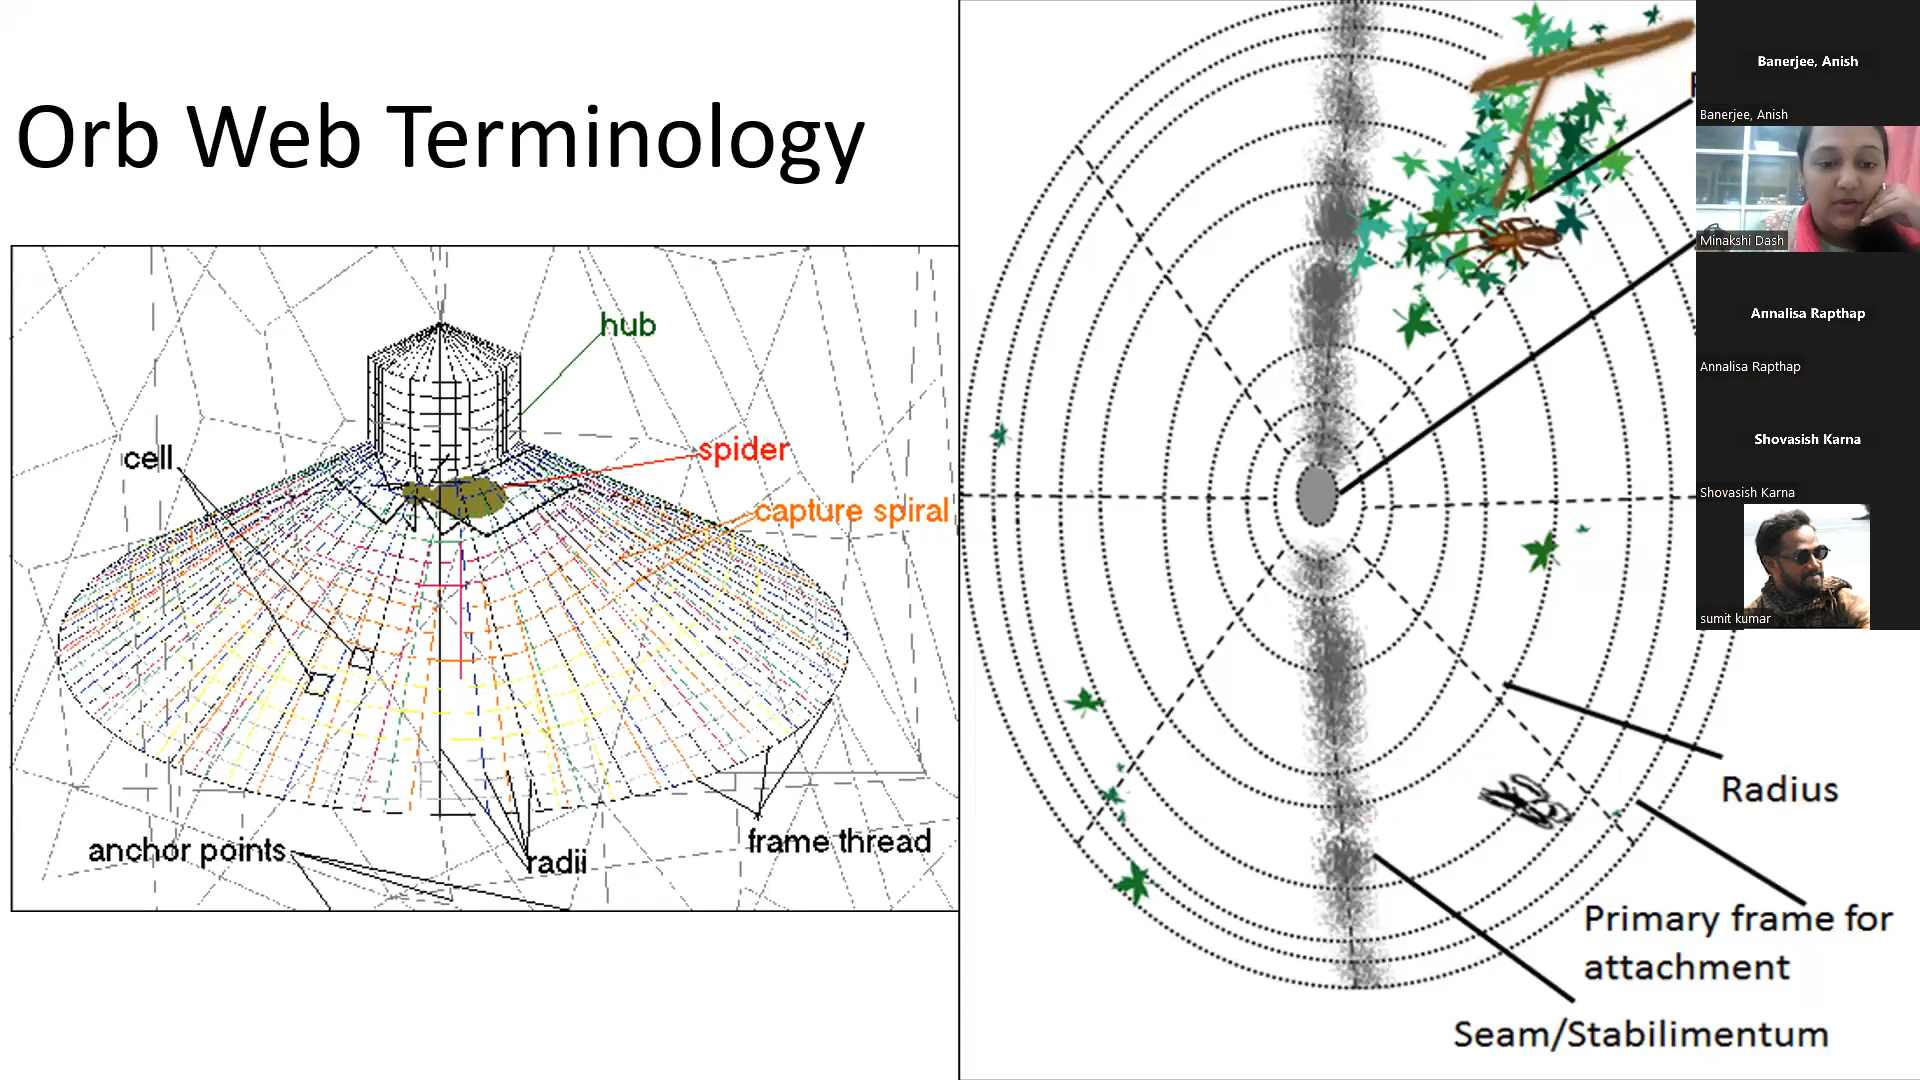 Orb Web Terminology
hub
spider
cell
capture spiral
anchor points
radii
frame thread
Radius
Primary frame for
attachment
Seam/Stabilimentum
Banerjee, Anish
Banerjee, Anish
Minakshi Dash
Annalisa Rapthap
Annalisa Rapthap
Shovasish Karna
Shovasish Karna
sumit kumar